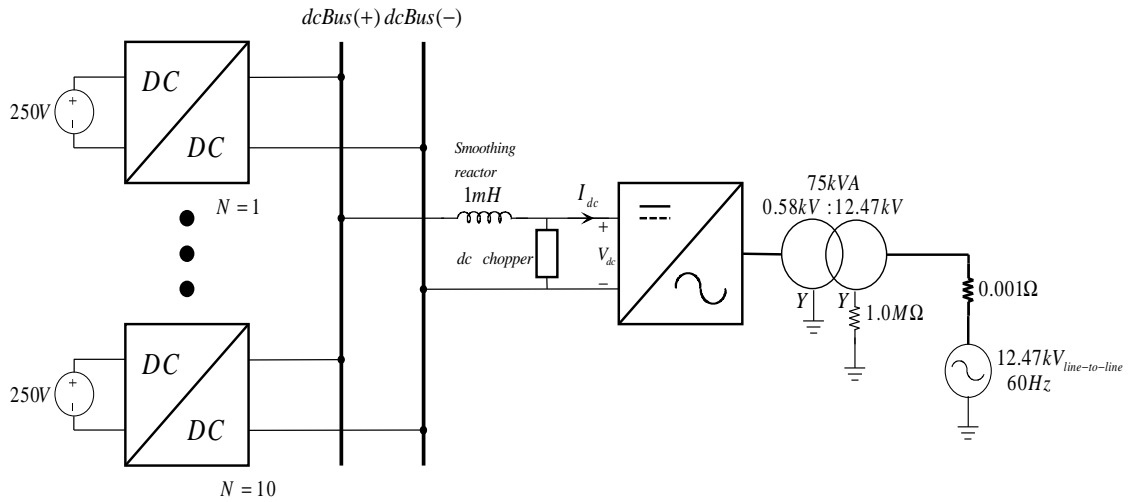 dcBus(+) dcBus(−)
DC
DC
250V
+
−
N = 1
Smoothing
reactor
1mH
I_dc
+
V_dc
−
dc chopper
75kVA
0.58kV : 12.47kV
Y
Y
1.0MΩ
0.001Ω
12.47kV_line−to−line
60Hz
DC
DC
250V
+
−
N = 10